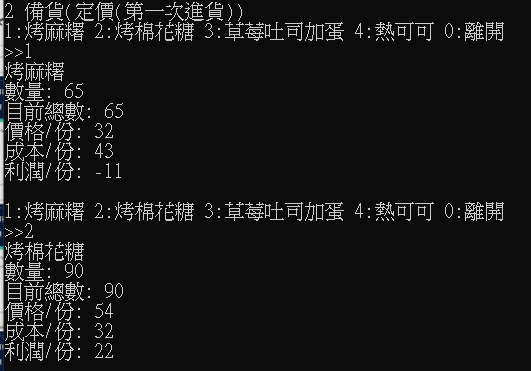 2 備貨(定價(第一次進貨))
1:烤麻糬 2:烤棉花糖 3:草莓吐司加蛋 4:熱可可 0:離開
>>1
烤麻糬
數量: 65
目前總數: 65
價格/份: 32
成本/份: 43
利潤/份: -11
1:烤麻糬 2:烤棉花糖 3:草莓吐司加蛋 4:熱可可 0:離開
>>2
烤棉花糖
數量: 90
目前總數: 90
價格/份: 54
成本/份: 32
利潤/份: 22